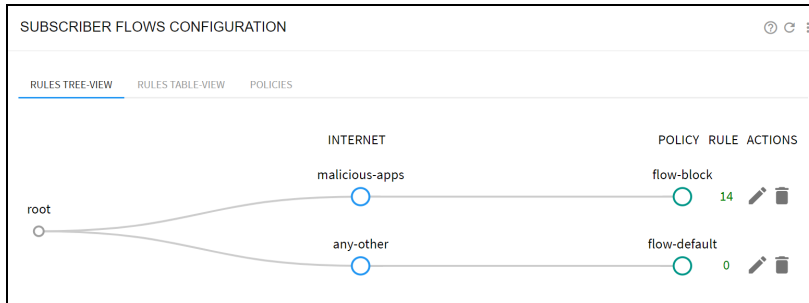 SUBSCRIBER FLOWS CONFIGURATION
RULES TREE-VIEW RULES TABLE-VIEW POLICIES
INTERNET POLICY RULE ACTIONS
malicious-apps flow-block
14
root
any-other flow-default
0